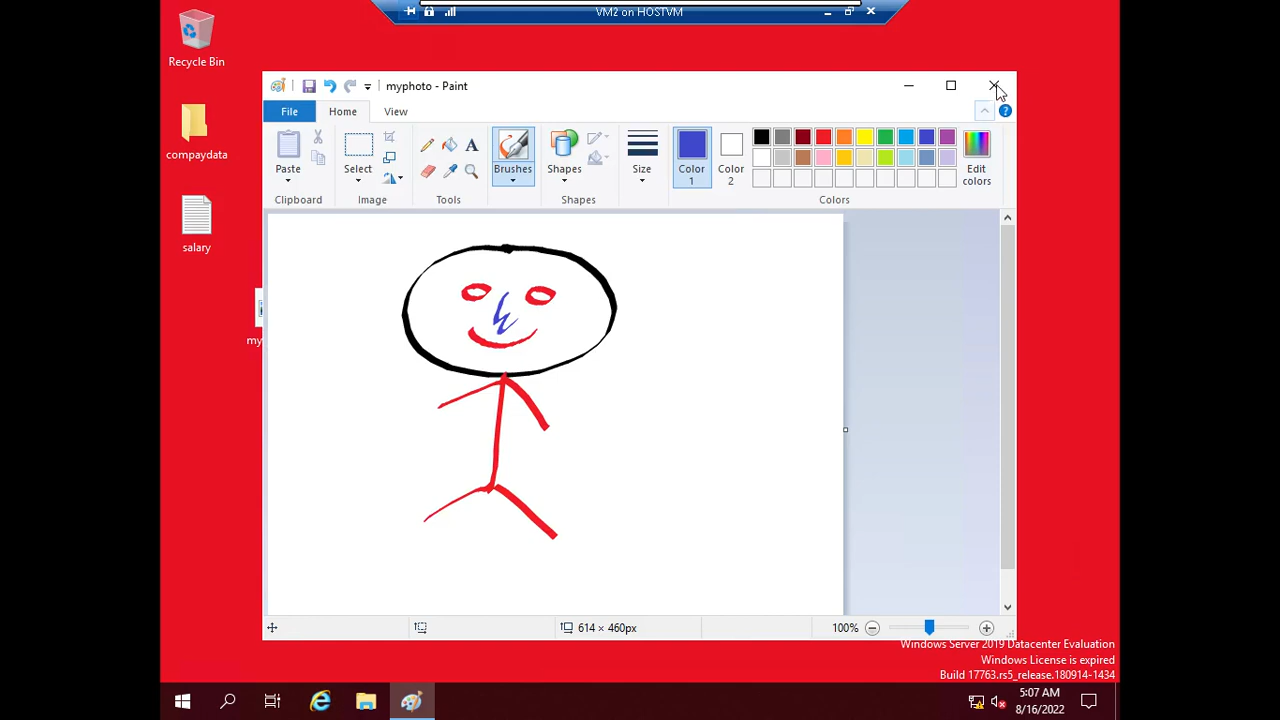 VM2 on HOSTVM
Recycle Bin
myphoto - Paint
File
Home
View
compaydata
Paste
Select
Brushes
Shapes
Size
Color
1
Color
2
Edit
colors
Clipboard
Image
Tools
Shapes
Colors
salary
my
614 × 460px
100%
Windows Server 2019 Datacenter Evaluation
Windows License is expired
Build 17763.rs5_release.180914-1434
5:07 AM
8/16/2022